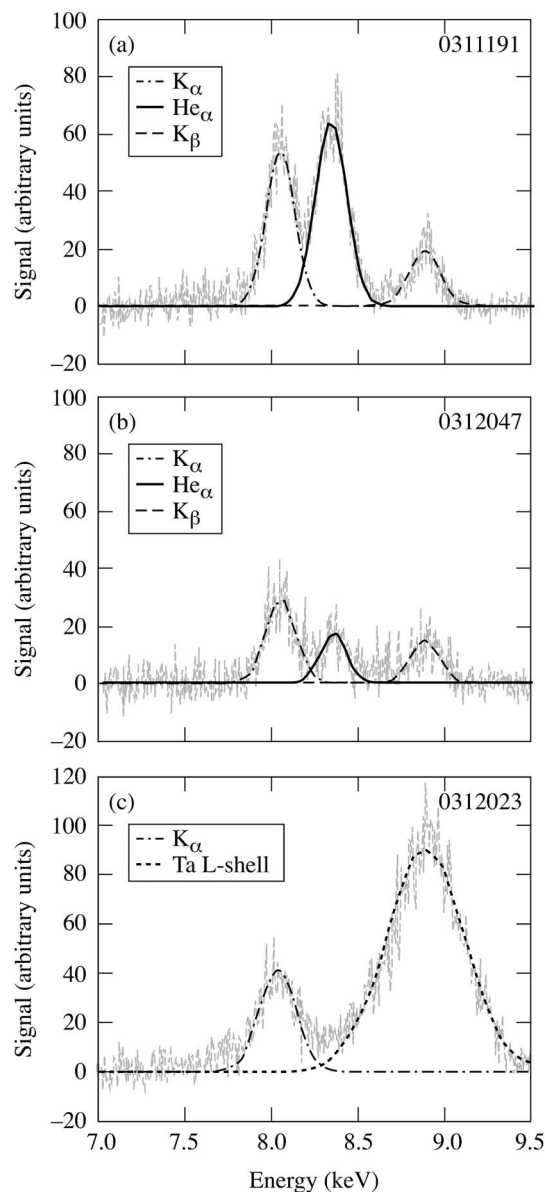 (a) 0311191
Kα
Heα
Kβ
Signal (arbitrary units)
100
80
60
40
20
0
–20
(b) 0312047
Kα
Heα
Kβ
Signal (arbitrary units)
100
80
60
40
20
0
–20
(c) 0312023
Kα
Ta L-shell
Signal (arbitrary units)
120
100
80
60
40
20
0
–20
7.0 7.5 8.0 8.5 9.0 9.5
Energy (keV)